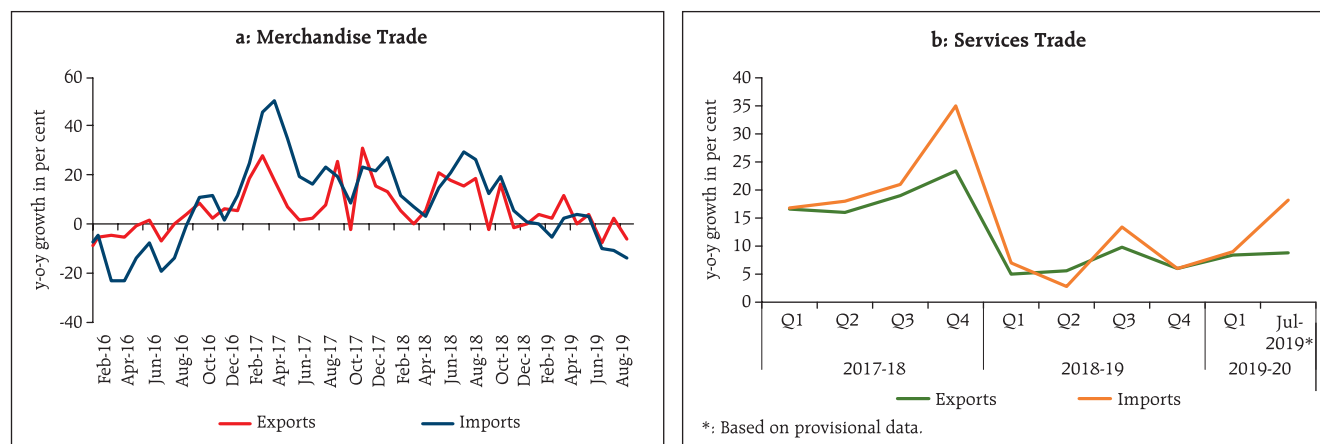 a: Merchandise Trade
y-o-y growth in per cent
60
40
20
0
-20
-40
Feb-16
Apr-16
Jun-16
Aug-16
Oct-16
Dec-16
Feb-17
Apr-17
Jun-17
Aug-17
Oct-17
Dec-17
Feb-18
Apr-18
Jun-18
Aug-18
Oct-18
Dec-18
Feb-19
Apr-19
Jun-19
Aug-19
Exports Imports
b: Services Trade
y-o-y growth in per cent
40
35
30
25
20
15
10
5
0
Q1 Q2 Q3 Q4 Q1 Q2 Q3 Q4 Q1 Jul-
2019*
2017-18 2018-19 2019-20
Exports Imports
*: Based on provisional data.